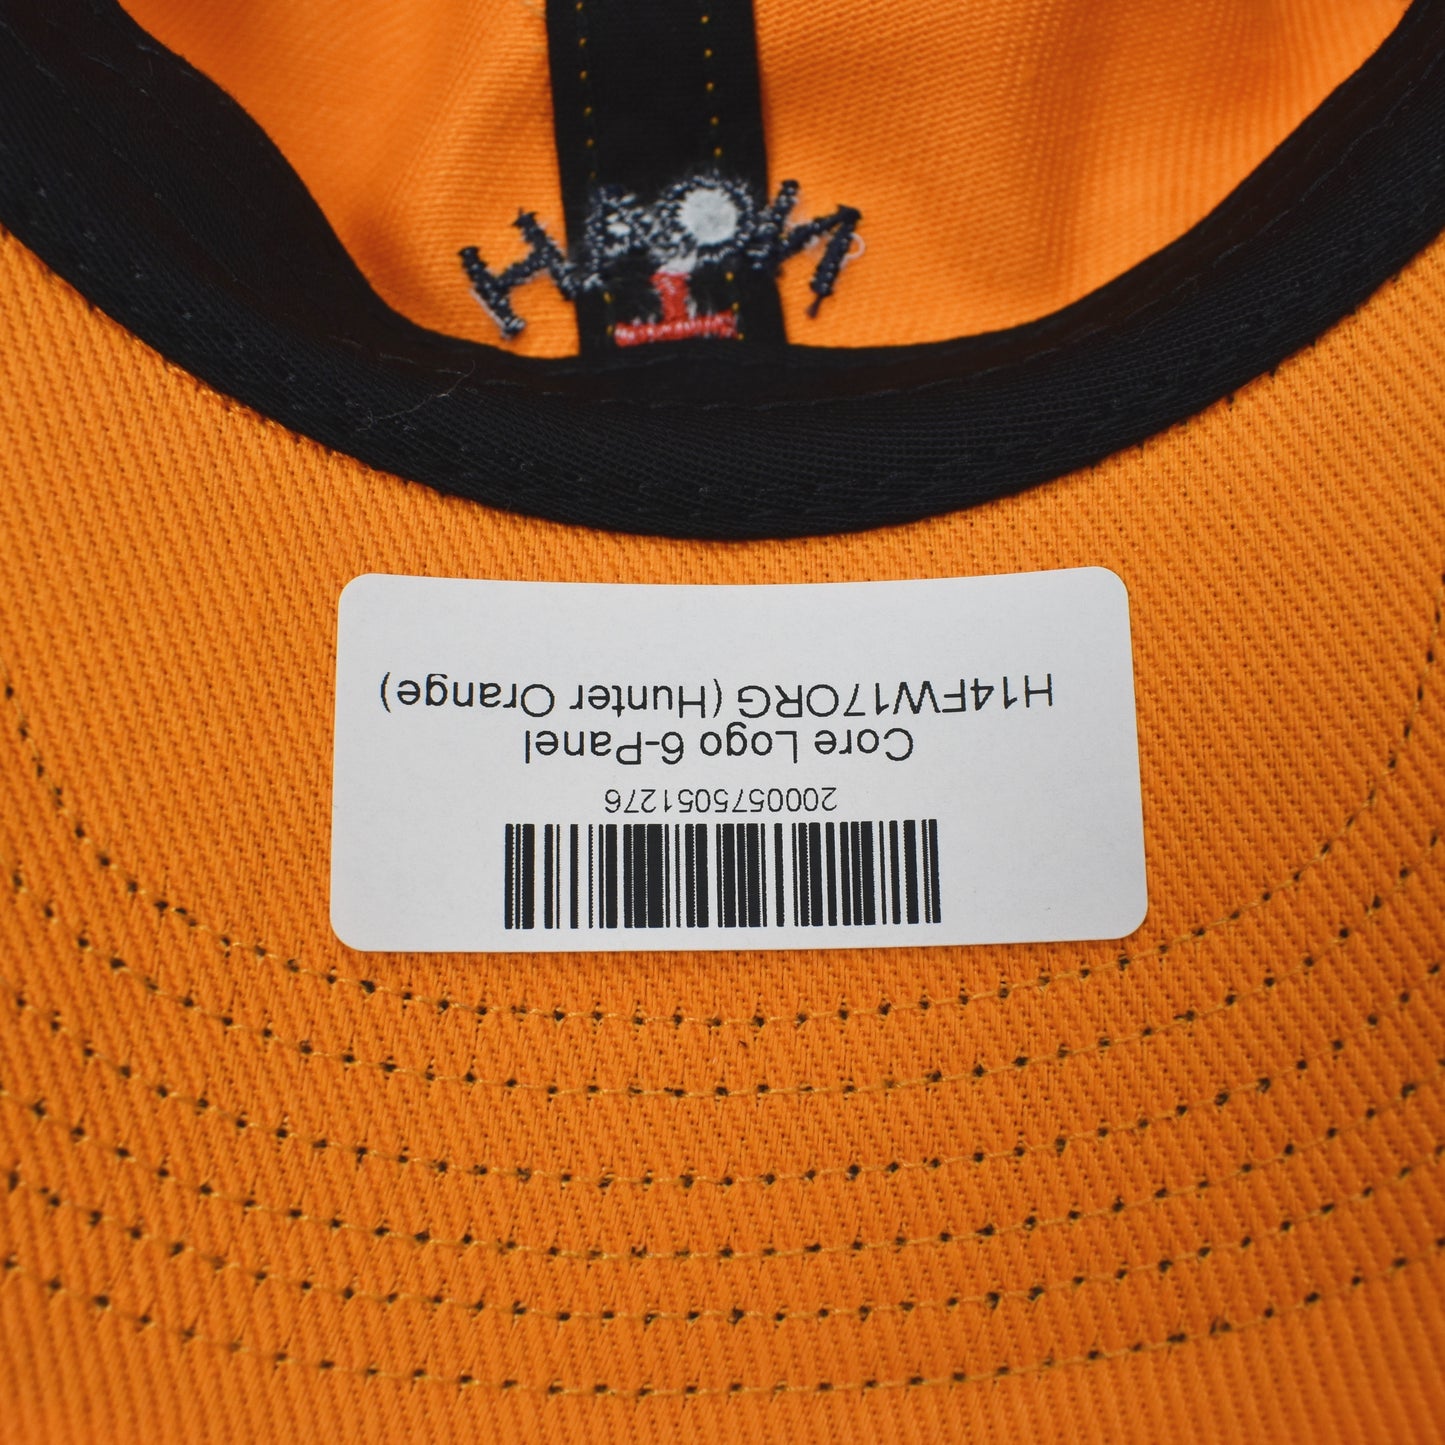 2000575051276
Core Logo 6-Panel
H14FW17ORG (Hunter Orange)